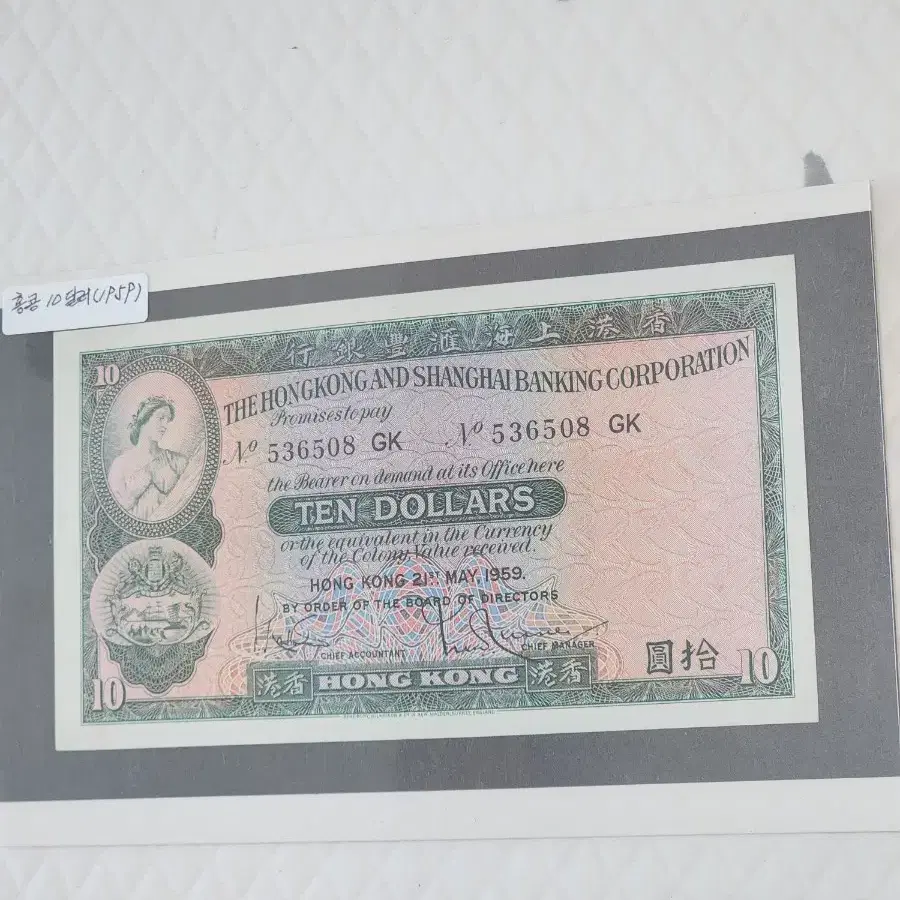 홍콩 10달러(1959)
行銀豐滙海上港香
10
THE HONGKONG AND SHANGHAI BANKING CORPORATION
Promises to pay
Nº 536508 GK Nº 536508 GK
the Bearer on demand at its Office here
TEN DOLLARS
or the equivalent in the Currency
of the Colony Value received.
HONG KONG 21ST MAY, 1959.
BY ORDER OF THE BOARD OF DIRECTORS
CHIEF ACCOUNTANT CHIEF MANAGER
圓拾
10 港香 HONG KONG 港香 10